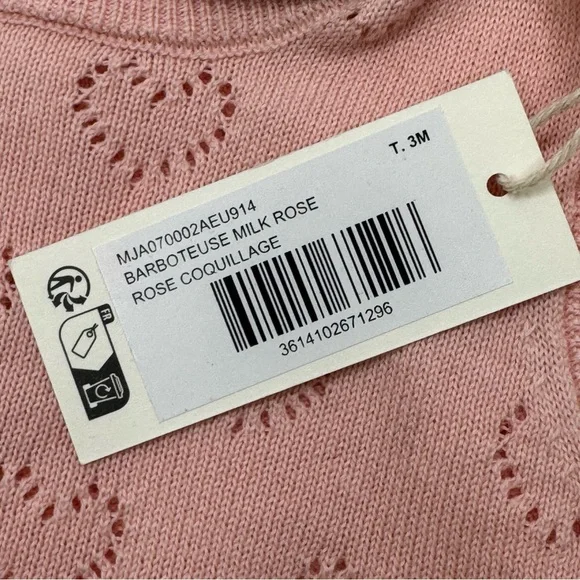 T. 3M
MJA070002AEU914
BARBOTEUSE MILK ROSE
ROSE COQUILLAGE
3614102671296
FR